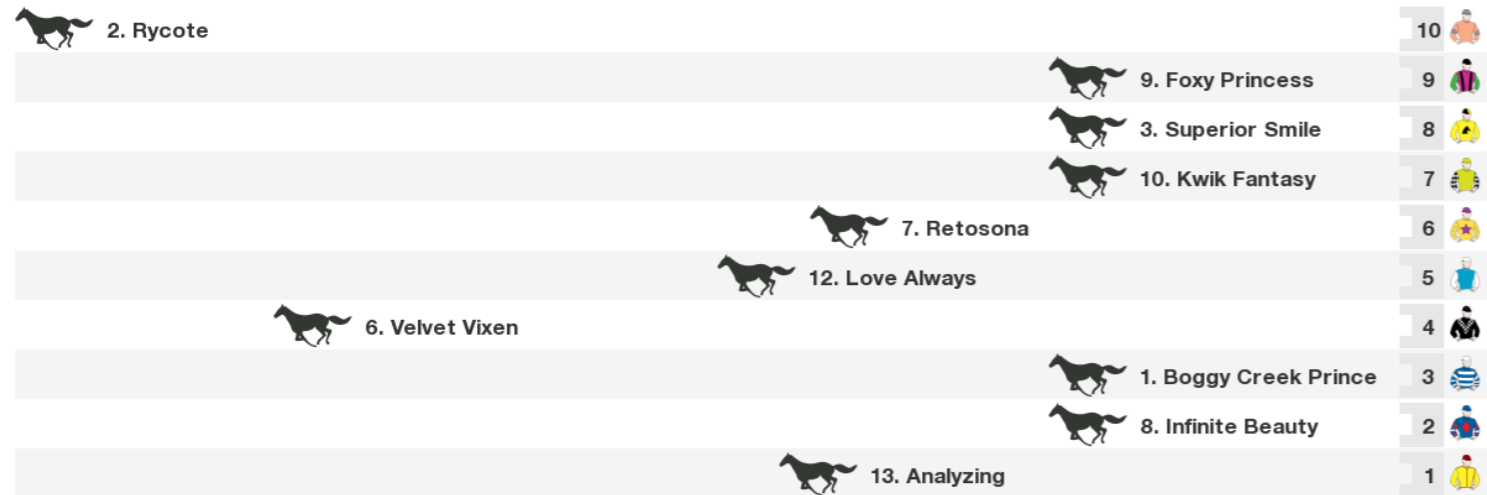 2. Rycote 10
9. Foxy Princess 9
3. Superior Smile 8
10. Kwik Fantasy 7
7. Retosona 6
12. Love Always 5
6. Velvet Vixen 4
1. Boggy Creek Prince 3
8. Infinite Beauty 2
13. Analyzing 1